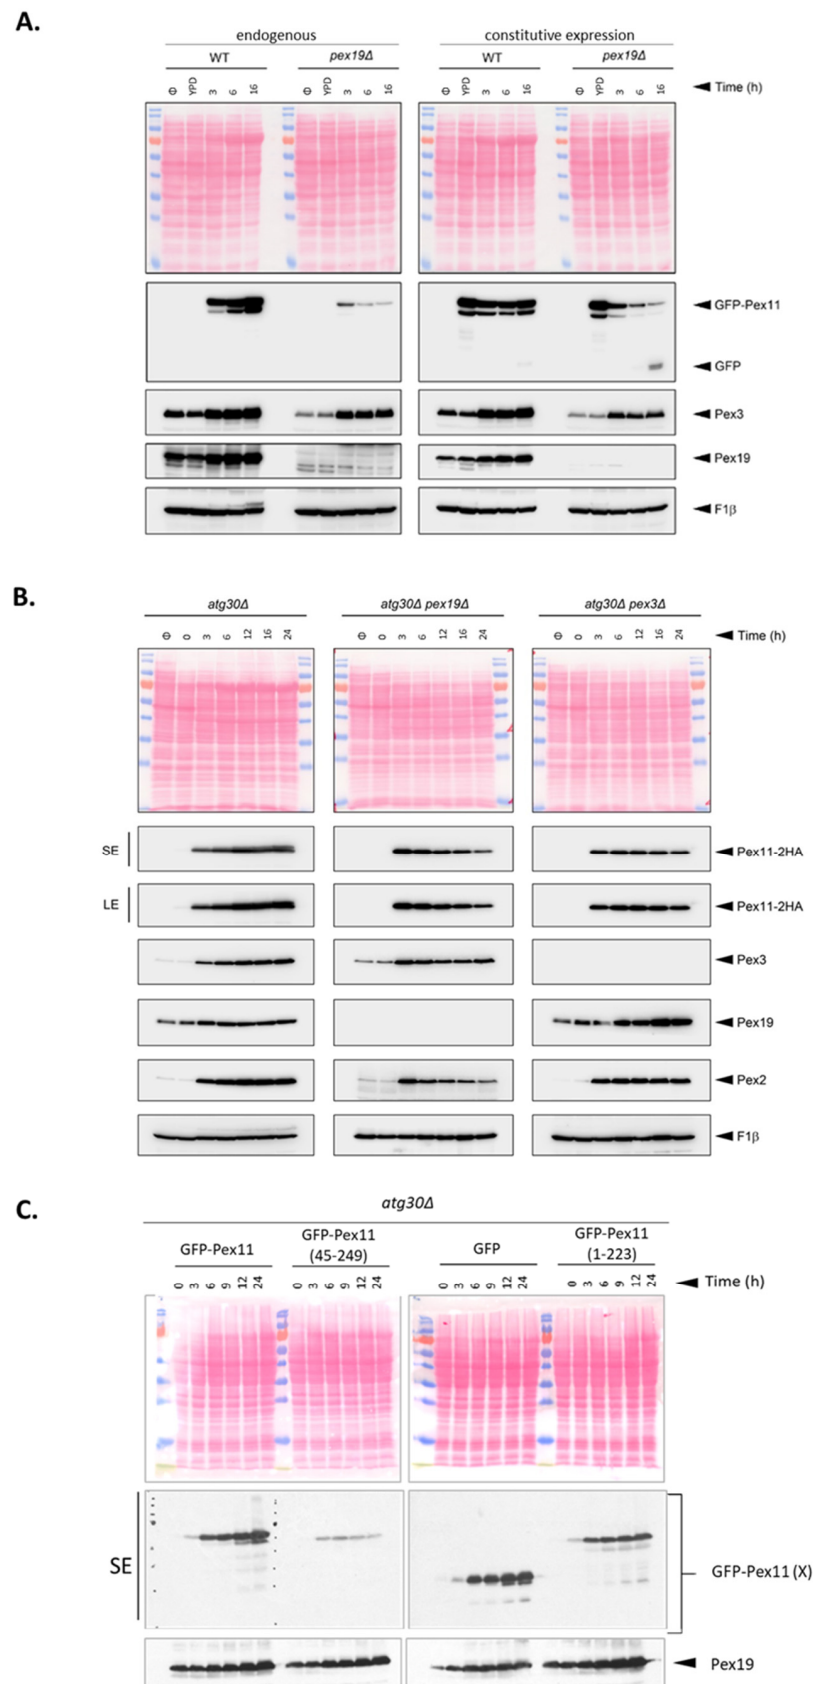 A.
endogenous constitutive expression
WT pex19Δ WT pex19Δ
Φ YPD 3 6 16 Φ YPD 3 6 16 Φ YPD 3 6 16 Φ YPD 3 6 16 Time (h)
GFP-Pex11
GFP
Pex3
Pex19
F1β
B.
atg30Δ atg30Δ pex19Δ atg30Δ pex3Δ
Φ 0 3 6 12 16 24 Φ 0 3 6 12 16 24 Φ 0 3 6 12 16 24 Time (h)
SE Pex11-2HA
LE Pex11-2HA
Pex3
Pex19
Pex2
F1β
C.
atg30Δ
GFP-Pex11 GFP-Pex11 (45-249) GFP GFP-Pex11 (1-223)
0 3 6 9 12 24 0 3 6 9 12 24 0 3 6 9 12 24 0 3 6 9 12 24 Time (h)
SE GFP-Pex11 (X)
Pex19